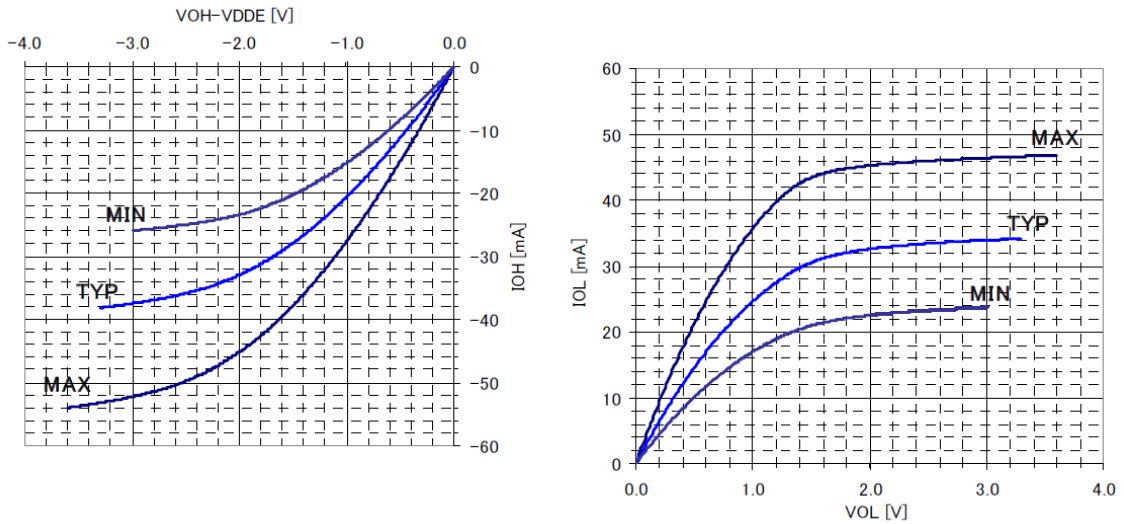 VOH-VDDE [V]
-4.0 -3.0 -2.0 -1.0 0.0
0
-10
-20
-30
-40
-50
-60
IOH [mA]
MIN
TYP
MAX
60
50
40
30
20
10
0
IOL [mA]
MAX
TYP
MIN
0.0 1.0 2.0 3.0 4.0
VOL [V]